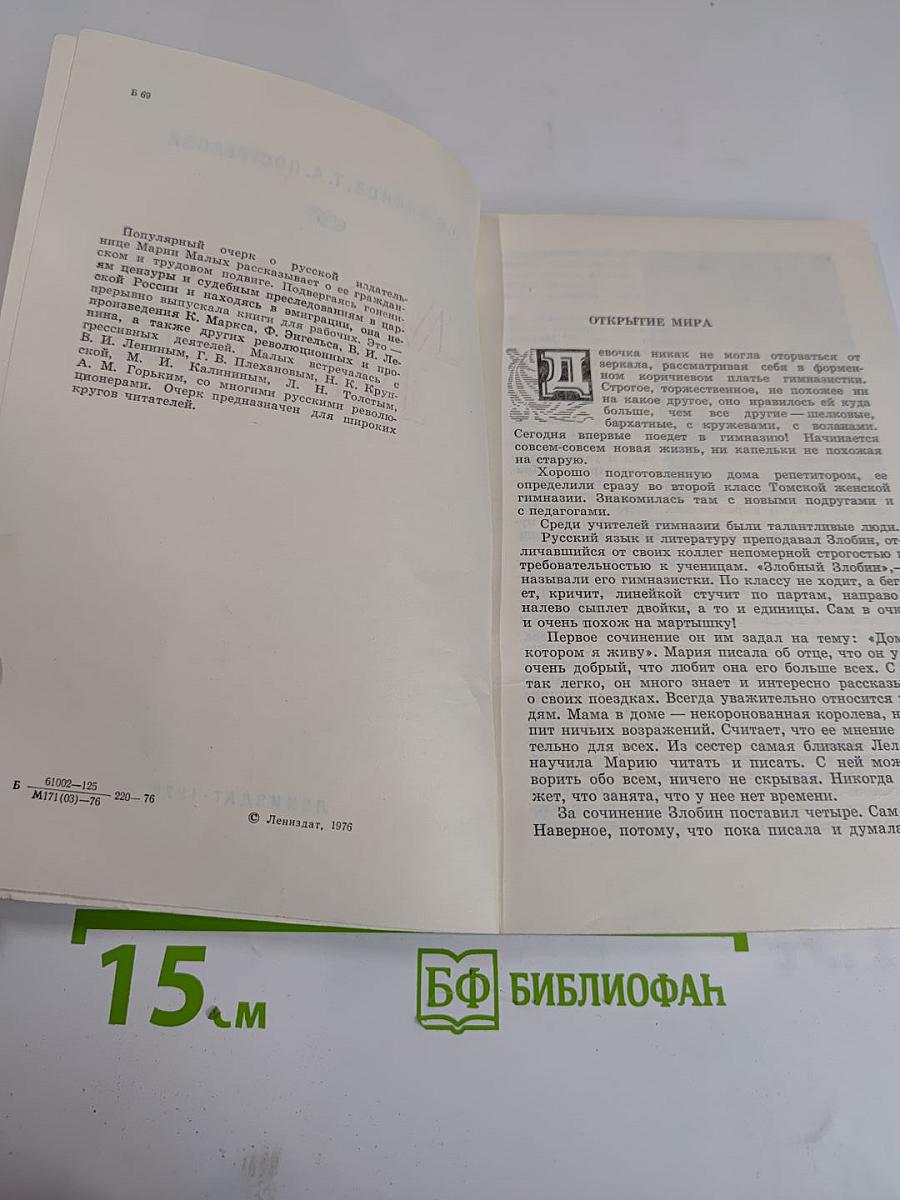 Б 69
Популярный очерк о русской издатель-
нице Марии Малых рассказывает о ее граждан-
ском и трудовом подвиге. Подвергаясь гонени-
ям цензуры и судебным преследованиям в цар-
ской России и находясь в эмиграции, она не-
прерывно выпускала книги для рабочих. Это —
произведения К. Маркса, Ф. Энгельса, В. И. Ле-
нина, а также других революционных и про-
грессивных деятелей. Малых встречалась с
В. И. Лениным, Г. В. Плехановым, Н. К. Круп-
ской, М. И. Калининым, Л. Н. Толстым,
А. М. Горьким, со многими русскими револю-
ционерами. Очерк предназначен для широких
кругов читателей.
Б 61002—125
М171(03)—76 220—76
© Лениздат, 1976
ОТКРЫТИЕ МИРА
Девочка никак не могла оторваться от
зеркала, рассматривая себя в формен-
ном коричневом платье гимназистки.
Строгое, торжественное, не похожее ни
на какое другое, оно нравилось ей куда
больше, чем все другие — шелковые,
бархатные, с кружевами, с воланами.
Сегодня впервые поедет в гимназию! Начинается
совсем-совсем новая жизнь, ни капельки не похожая
на старую.
Хорошо подготовленную дома репетитором, ее
определили сразу во второй класс Томской женской
гимназии. Знакомилась там с новыми подругами и
с педагогами.
Среди учителей гимназии были талантливые люди.
Русский язык и литературу преподавал Злобин, от-
личавшийся от своих коллег непомерной строгостью
требовательностью к ученицам. «Злобный Злобин»,—
называли его гимназистки. По классу не ходит, а бег
ет, кричит, линейкой стучит по партам, направо
налево сыплет двойки, а то и единицы. Сам в очк
и очень похож на мартышку!
Первое сочинение он им задал на тему: «Дом
котором я живу». Мария писала об отце, что он у
очень добрый, что любит она его больше всех. С
так легко, он много знает и интересно рассказы
о своих поездках. Всегда уважительно относится
дям. Мама в доме — некоронованная королева, н
пит ничьих возражений. Считает, что ее мнение
тельно для всех. Из сестер самая близкая Лел
научила Марию читать и писать. С ней мож
ворить обо всем, ничего не скрывая. Никогда
жет, что занята, что у нее нет времени.
За сочинение Злобин поставил четыре. Сам
Наверное, потому, что пока писала и думала
15 см
БФ БИБЛИОФАН